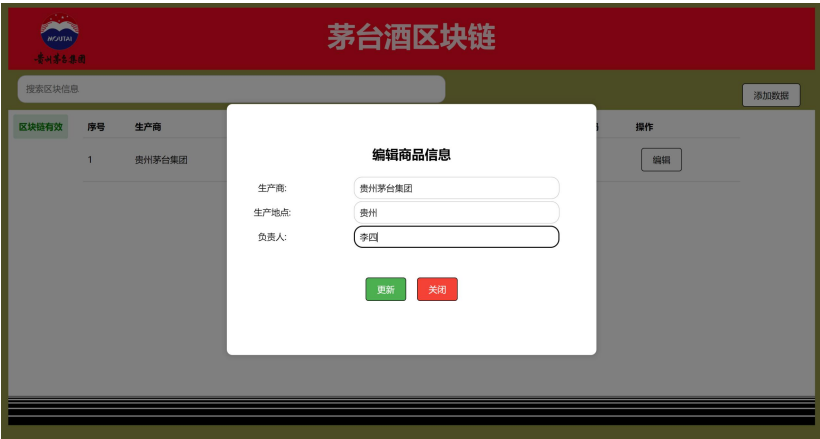 MOUTAI
贵州茅台集团
茅台酒区块链
搜索区块信息
添加数据
区块链有效 序号 生产商 操作
1 贵州茅台集团 编辑
编辑商品信息
生产商: 贵州茅台集团
生产地点: 贵州
负责人: 李四
更新 关闭